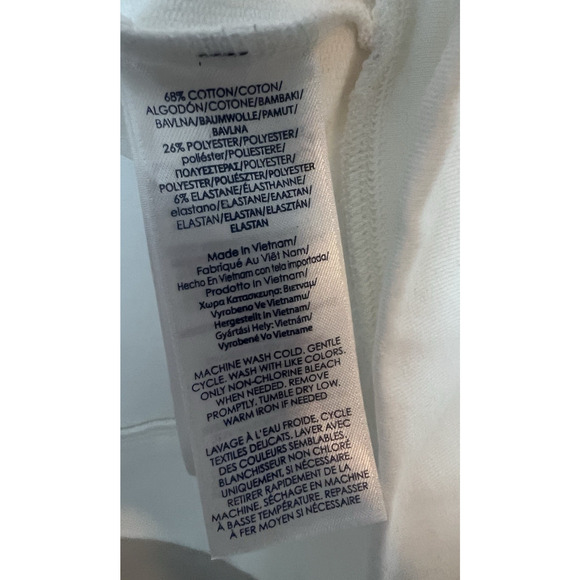 68% COTTON/COTON/
ALGODÓN/COTONE/BAMBAKI/
BAVLNA/BAUMWOLLE/PAMUT/
BAVLNA
26% POLYESTER/POLYESTER/
poliéster/POLIESTERE/
ΠΟΛΥΕΣΤΕΡΑΣ/POLYESTER/
POLYESTER/POLIÉSZTER/POLYESTER
6% ELASTANE/ÉLASTHANNE/
elastano/ELASTAN/ΕΛΑΣΤΑΝ/
ELASTAN/ELASTAN/ELASZTÁN/
ELASTAN
Made In Vietnam/
Fabriqué Au Viêt Nam/
Hecho En Vietnam con tela importada/
Prodotto In Vietnam/
Χωρα Κατασκευησ: Βιετναμ/
Vyrobeno Ve Vietnamu/
Hergestellt in Vietnam/
Gyártási Hely: Vietnám/
Vyrobené Vo Vietname
MACHINE WASH COLD. GENTLE
CYCLE. WASH WITH LIKE COLORS.
ONLY NON-CHLORINE BLEACH
WHEN NEEDED. REMOVE
PROMPTLY. TUMBLE DRY LOW.
WARM IRON IF NEEDED
LAVAGE À L'EAU FROIDE, CYCLE
TEXTILES DELICATS. LAVER AVEC
DES COULEURS SEMBLABLES.
BLANCHISSEUR NON CHLORÉ
UNIQUEMENT, SI NÉCESSAIRE.
RETIRER RAPIDEMENT DE LA
MACHINE, SÉCHAGE EN MACHINE
À BASSE TEMPÉRATURE. REPASSER
À FER MOYEN SI NÉCESSAIRE